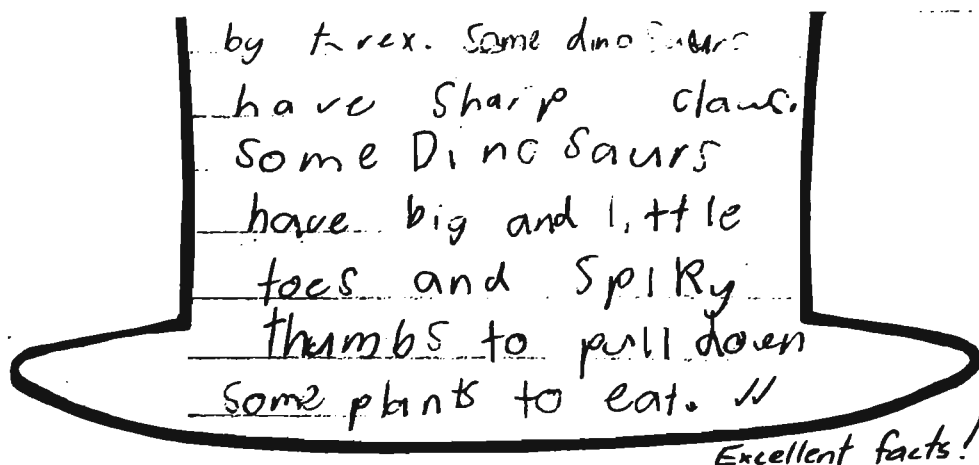 by t-rex. Some dinosaurs
have sharp claws.
Some Dinosaurs
have big and little
toes and spiky
thumbs to pull down
some plants to eat.
Excellent facts!